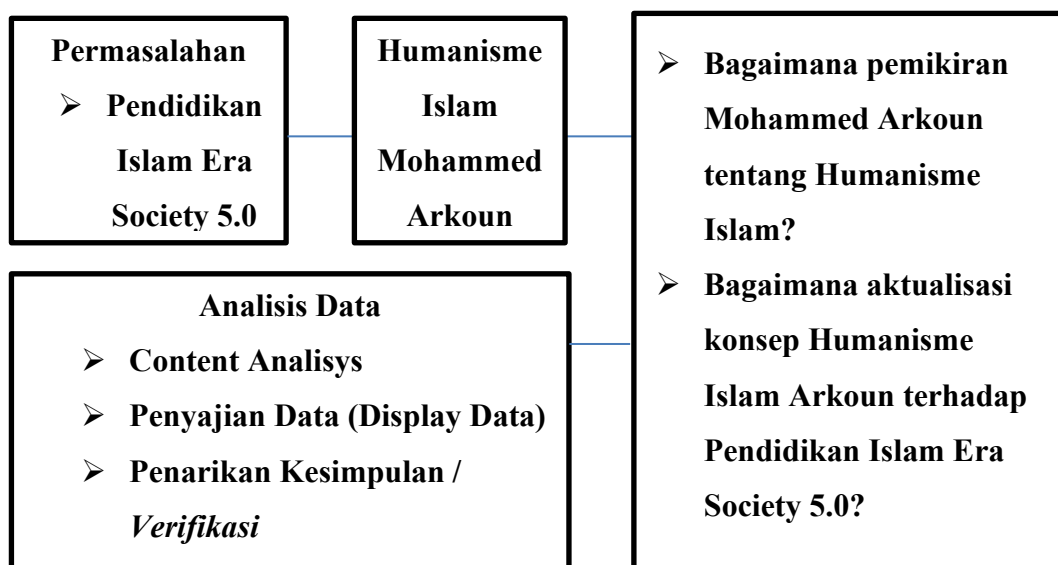 Permasalahan
➢ Pendidikan
Islam Era
Society 5.0
Humanisme
Islam
Mohammed
Arkoun
➢ Bagaimana pemikiran
Mohammed Arkoun
tentang Humanisme
Islam?
➢ Bagaimana aktualisasi
konsep Humanisme
Islam Arkoun terhadap
Pendidikan Islam Era
Society 5.0?
Analisis Data
➢ Content Analisys
➢ Penyajian Data (Display Data)
➢ Penarikan Kesimpulan /
Verifikasi